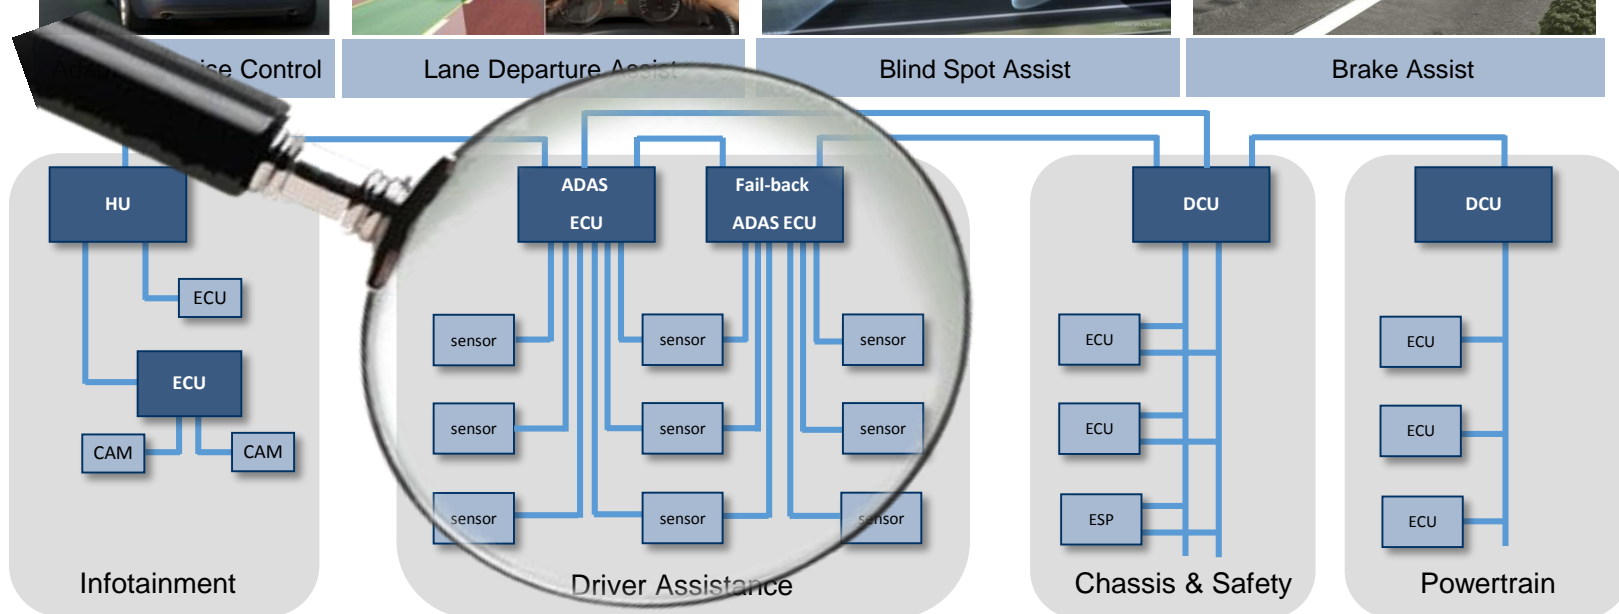 Control
Lane Departure Assist
Blind Spot Assist
Brake Assist
HU
ADAS
ECU
Fail-back
ADAS ECU
DCU
DCU
ECU
ECU
CAM
CAM
sensor
sensor
sensor
sensor
sensor
sensor
sensor
sensor
sensor
ECU
ECU
ESP
ECU
ECU
ECU
Infotainment
Driver Assistance
Chassis & Safety
Powertrain